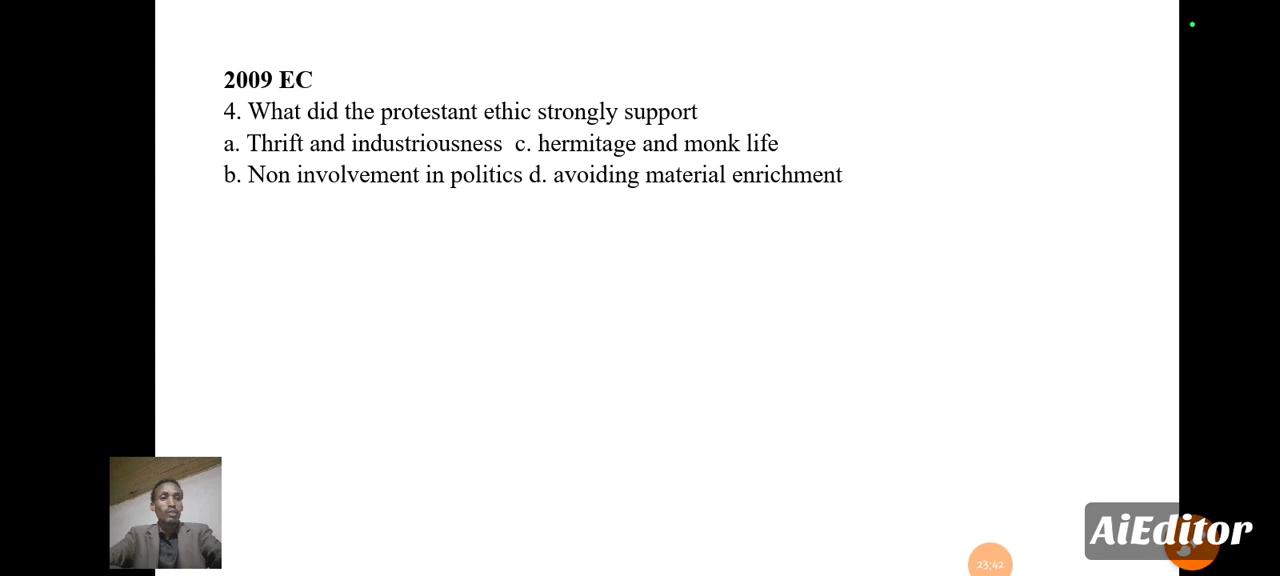 2009 EC
4. What did the protestant ethic strongly support
a. Thrift and industriousness c. hermitage and monk life
b. Non involvement in politics d. avoiding material enrichment
AiEditor
23:42